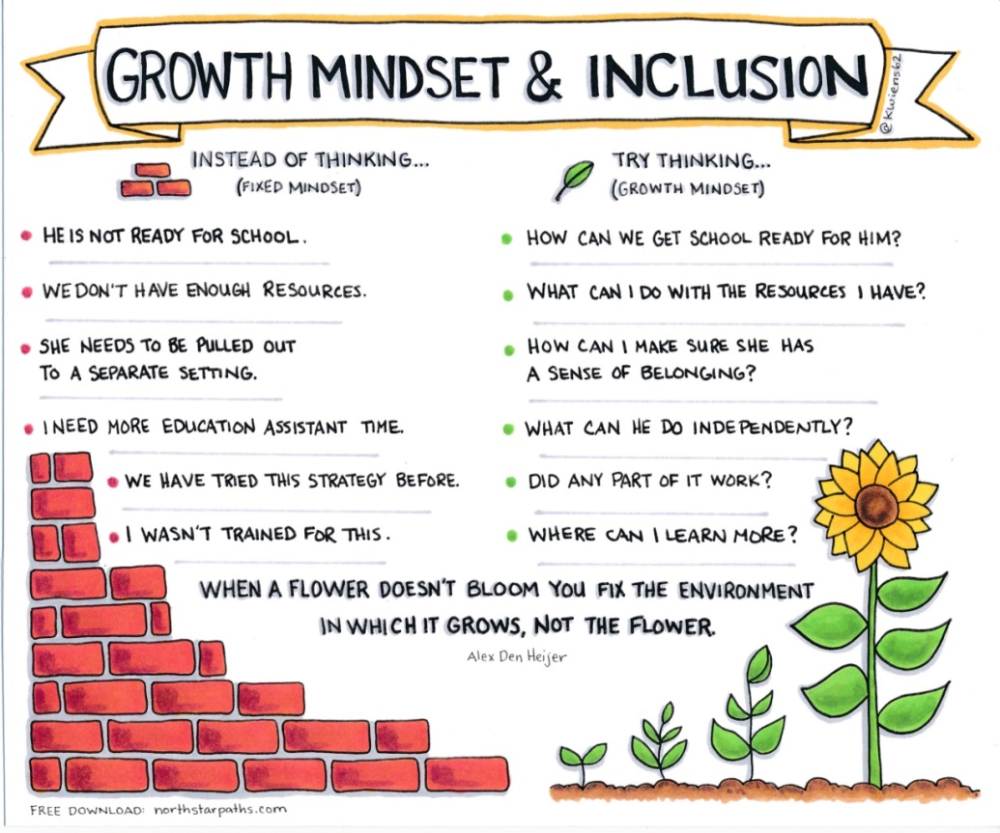 GROWTH MINDSET & INCLUSION
@kwiens62
INSTEAD OF THINKING...
(FIXED MINDSET)
TRY THINKING...
(GROWTH MINDSET)
HE IS NOT READY FOR SCHOOL.
HOW CAN WE GET SCHOOL READY FOR HIM?
WE DON'T HAVE ENOUGH RESOURCES.
WHAT CAN I DO WITH THE RESOURCES I HAVE?
SHE NEEDS TO BE PULLED OUT
TO A SEPARATE SETTING.
HOW CAN I MAKE SURE SHE HAS
A SENSE OF BELONGING?
I NEED MORE EDUCATION ASSISTANT TIME.
WHAT CAN HE DO INDEPENDENTLY?
WE HAVE TRIED THIS STRATEGY BEFORE.
DID ANY PART OF IT WORK?
I WASN'T TRAINED FOR THIS.
WHERE CAN I LEARN MORE?
WHEN A FLOWER DOESN'T BLOOM YOU FIX THE ENVIRONMENT
IN WHICH IT GROWS, NOT THE FLOWER.
Alex Den Heijer
FREE DOWNLOAD: northstarpaths.com